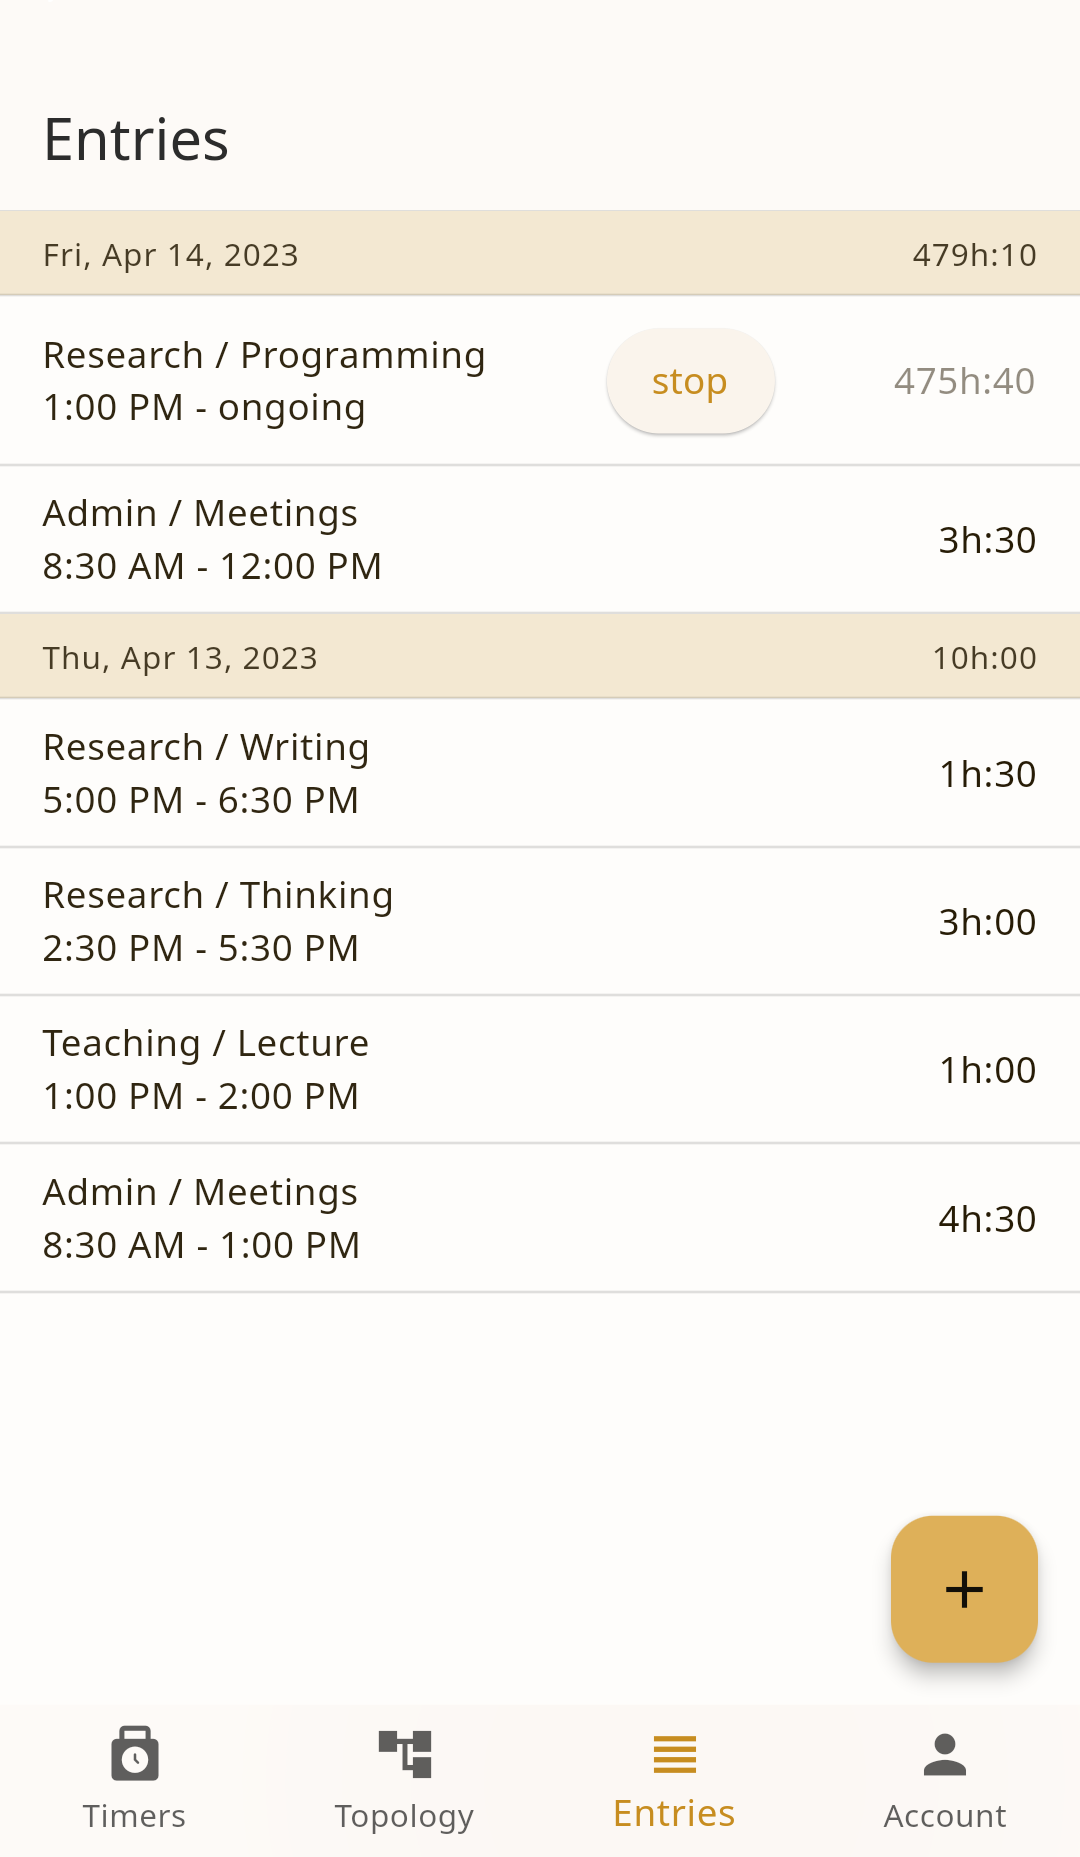 Entries
Fri, Apr 14, 2023 479h:10
Research / Programming
1:00 PM - ongoing
stop
475h:40
Admin / Meetings
8:30 AM - 12:00 PM
3h:30
Thu, Apr 13, 2023 10h:00
Research / Writing
5:00 PM - 6:30 PM
1h:30
Research / Thinking
2:30 PM - 5:30 PM
3h:00
Teaching / Lecture
1:00 PM - 2:00 PM
1h:00
Admin / Meetings
8:30 AM - 1:00 PM
4h:30
+
Timers Topology Entries Account